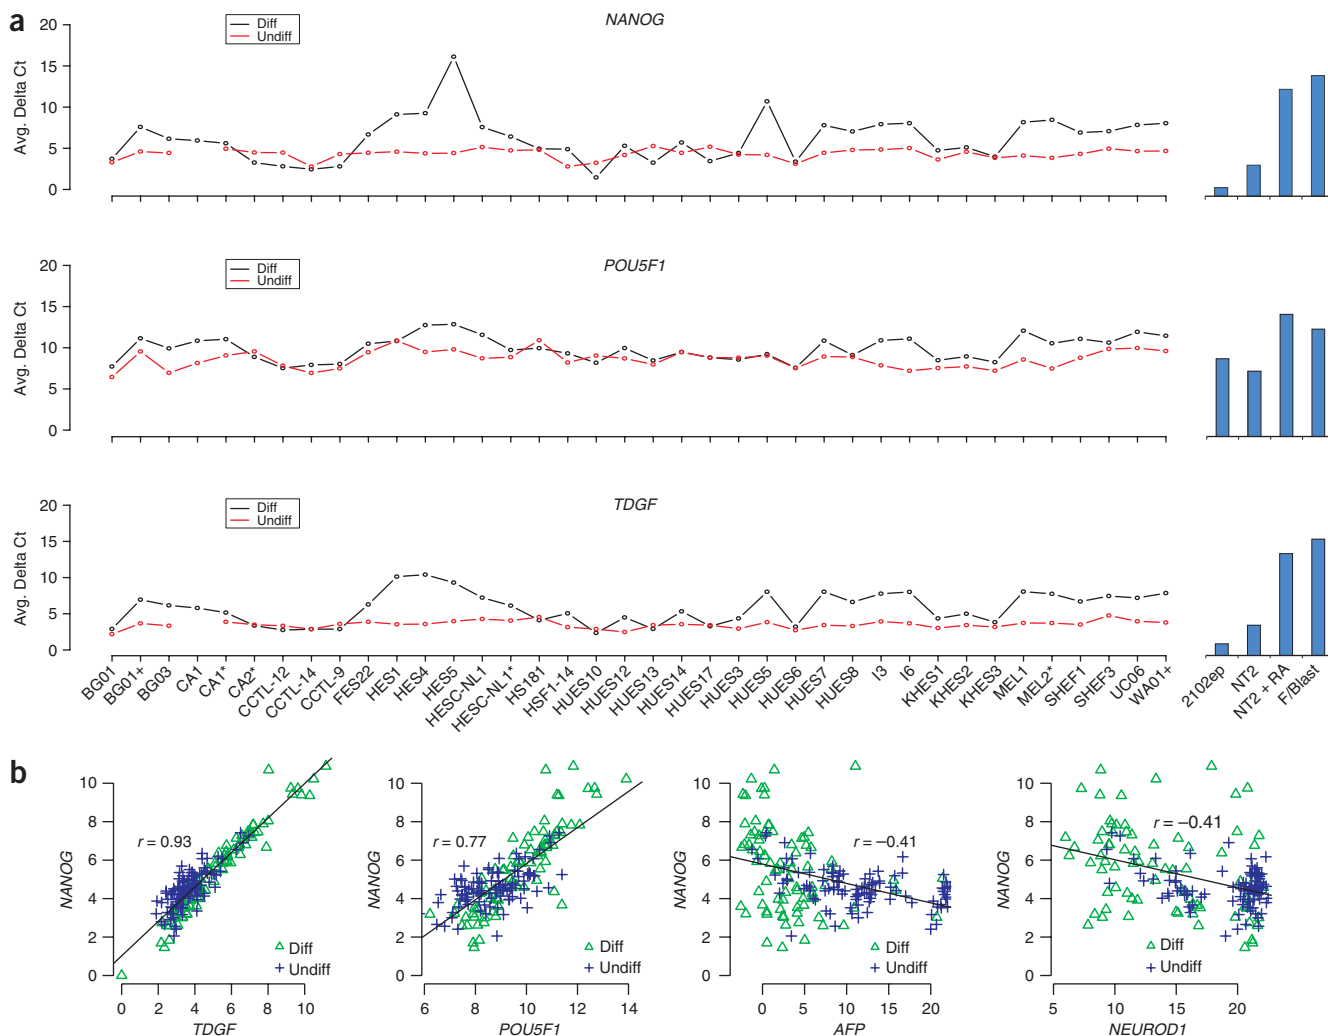 a
NANOG
Diff
Undiff
Avg. Delta Ct
20
15
10
5
0
POU5F1
Diff
Undiff
Avg. Delta Ct
20
15
10
5
0
TDGF
Diff
Undiff
Avg. Delta Ct
20
15
10
5
0
BG01
BG01+
BG03
CA1
CA1*
CA2*
CCTL-12
CCTL-14
CCTL-9
FES22
HES1
HES4
HES5
HESC-NL1
HESC-NL1*
HS181
HSF1-14
HUES10
HUES12
HUES13
HUES14
HUES17
HUES3
HUES5
HUES6
HUES7
HUES8
I3
I6
KHES1
KHES2
KHES3
MEL1
MEL2*
SHEF1
SHEF3
UC06
WA01+
2102ep
NT2
NT2 + RA
F/Blast
b
10
8
6
4
2
0
NANOG
r = 0.93
Diff
Undiff
0 2 4 6 8 10
TDGF
10
8
6
4
2
0
NANOG
r = 0.77
Diff
Undiff
6 8 10 12 14
POU5F1
10
8
6
4
2
0
NANOG
r = −0.41
Diff
Undiff
0 5 10 15 20
AFP
10
8
6
4
2
0
NANOG
r = −0.41
Diff
Undiff
5 10 15 20
NEUROD1